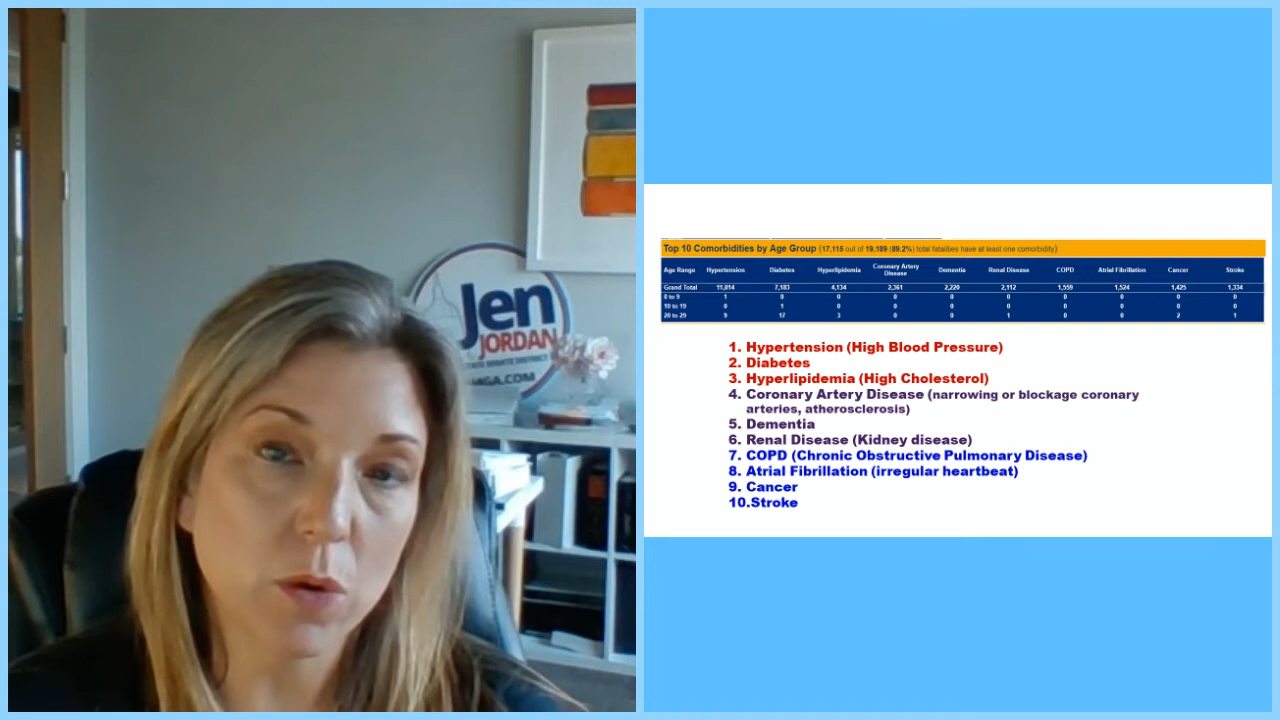 Jen
JORDAN
GA.COM
Top 10 Comorbidities by Age Group (17,115 out of 19,189 (89.2%) total fatalities have at least one comorbidity)
Age Range Hypertension Diabetes Hyperlipidemia Coronary Artery Disease Dementia Renal Disease COPD Atrial Fibrillation Cancer Stroke
Grand Total 11,014 7,183 4,134 2,361 2,220 2,112 1,559 1,524 1,425 1,334
0 to 9 1 0 0 0 0 0 0 0 0 0
10 to 19 0 1 0 0 0 0 0 0 0 0
20 to 29 9 17 3 0 0 1 0 0 2 1
1. Hypertension (High Blood Pressure)
2. Diabetes
3. Hyperlipidemia (High Cholesterol)
4. Coronary Artery Disease (narrowing or blockage coronary
arteries, atherosclerosis)
5. Dementia
6. Renal Disease (Kidney disease)
7. COPD (Chronic Obstructive Pulmonary Disease)
8. Atrial Fibrillation (irregular heartbeat)
9. Cancer
10.Stroke